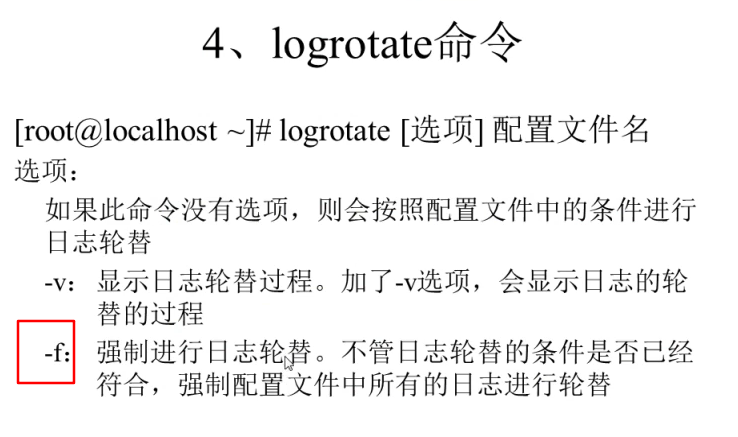 4、logrotate命令
[root@localhost ~]# logrotate [选项] 配置文件名
选项：
如果此命令没有选项，则会按照配置文件中的条件进行
日志轮替
-v： 显示日志轮替过程。加了-v选项，会显示日志的轮
替的过程
-f： 强制进行日志轮替。不管日志轮替的条件是否已经
符合，强制配置文件中所有的日志进行轮替